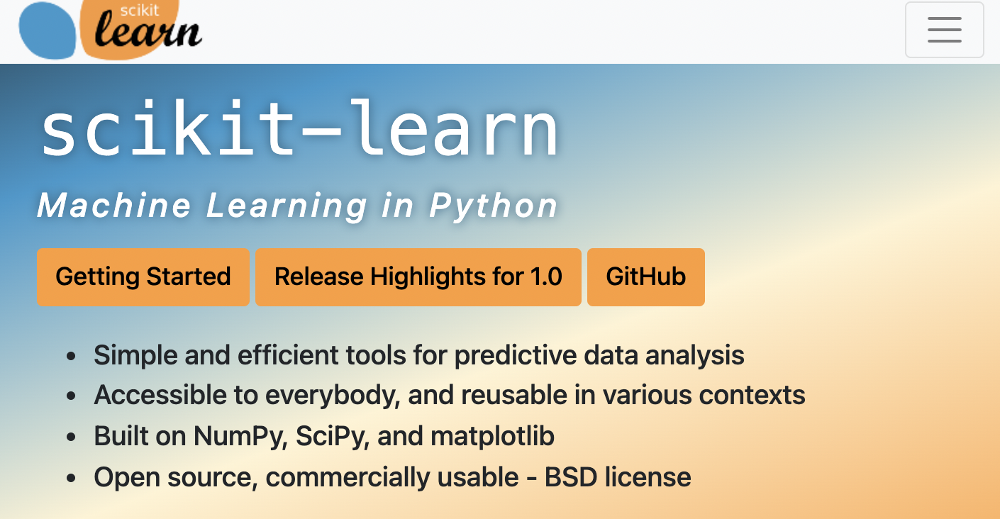 scikit
learn
scikit-learn
Machine Learning in Python
Getting Started Release Highlights for 1.0 GitHub
Simple and efficient tools for predictive data analysis
Accessible to everybody, and reusable in various contexts
Built on NumPy, SciPy, and matplotlib
Open source, commercially usable - BSD license